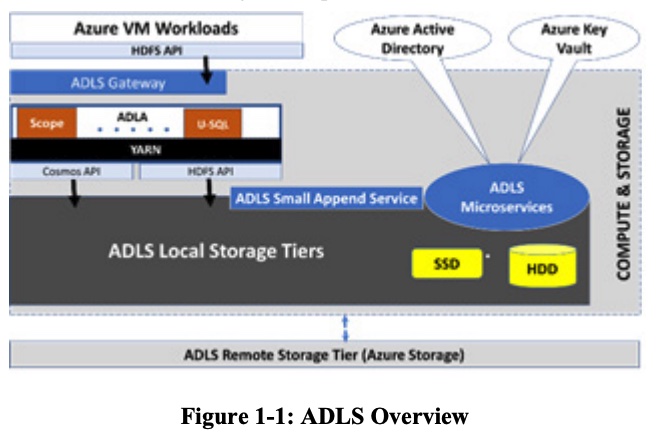 Azure VM Workloads
HDFS API
Azure Active
Directory
Azure Key
Vault
ADLS Gateway
Scope
ADLA
U-SQL
YARN
Cosmos API
HDFS API
ADLS Small Append Service
ADLS
Microservices
ADLS Local Storage Tiers
SSD
HDD
COMPUTE & STORAGE
ADLS Remote Storage Tier (Azure Storage)
Figure 1-1: ADLS Overview